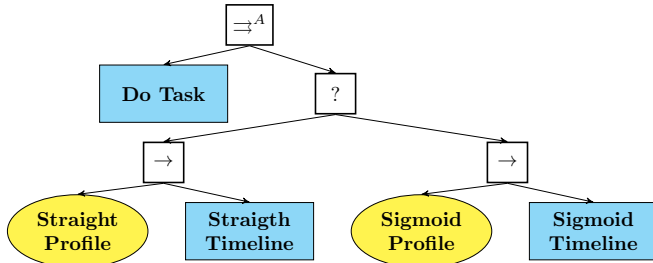 ⇉A
Do Task
?
→
→
Straight
Profile
Straigth
Timeline
Sigmoid
Profile
Sigmoid
Timeline